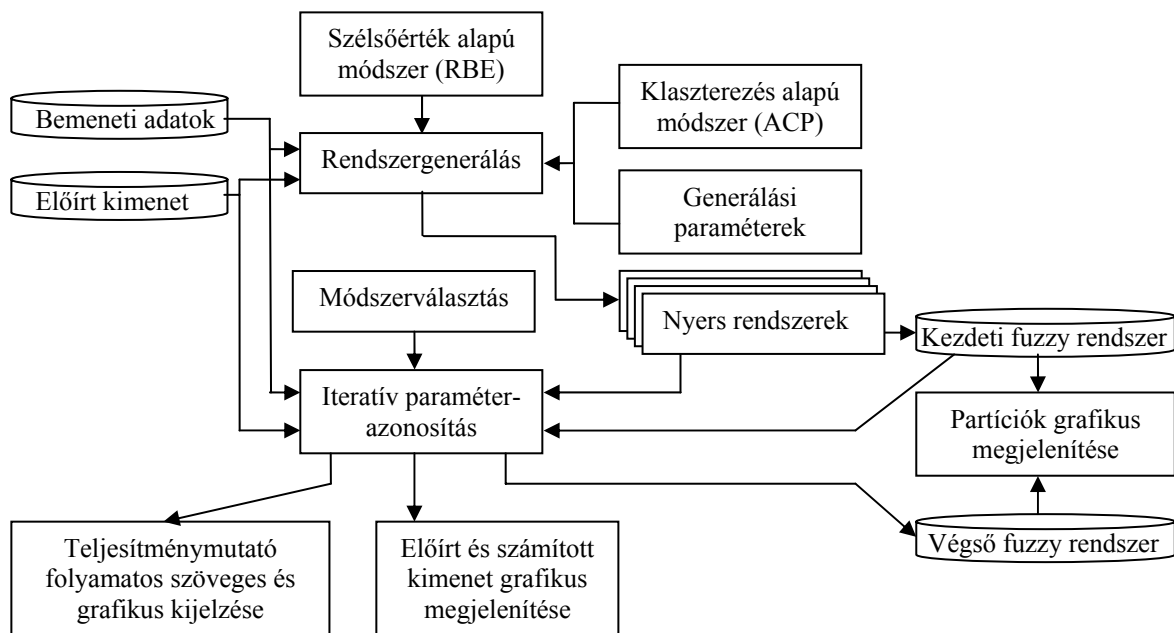 Szélsőérték alapú
módszer (RBE)
Klaszterezés alapú
módszer (ACP)
Bemeneti adatok
Rendszergenerálás
Előírt kimenet
Generálási
paraméterek
Módszerválasztás
Nyers rendszerek
Kezdeti fuzzy rendszer
Iteratív paraméter-
azonosítás
Partíciók grafikus
megjelenítése
Teljesítménymutató
folyamatos szöveges és
grafikus kijelzése
Előírt és számított
kimenet grafikus
megjelenítése
Végső fuzzy rendszer